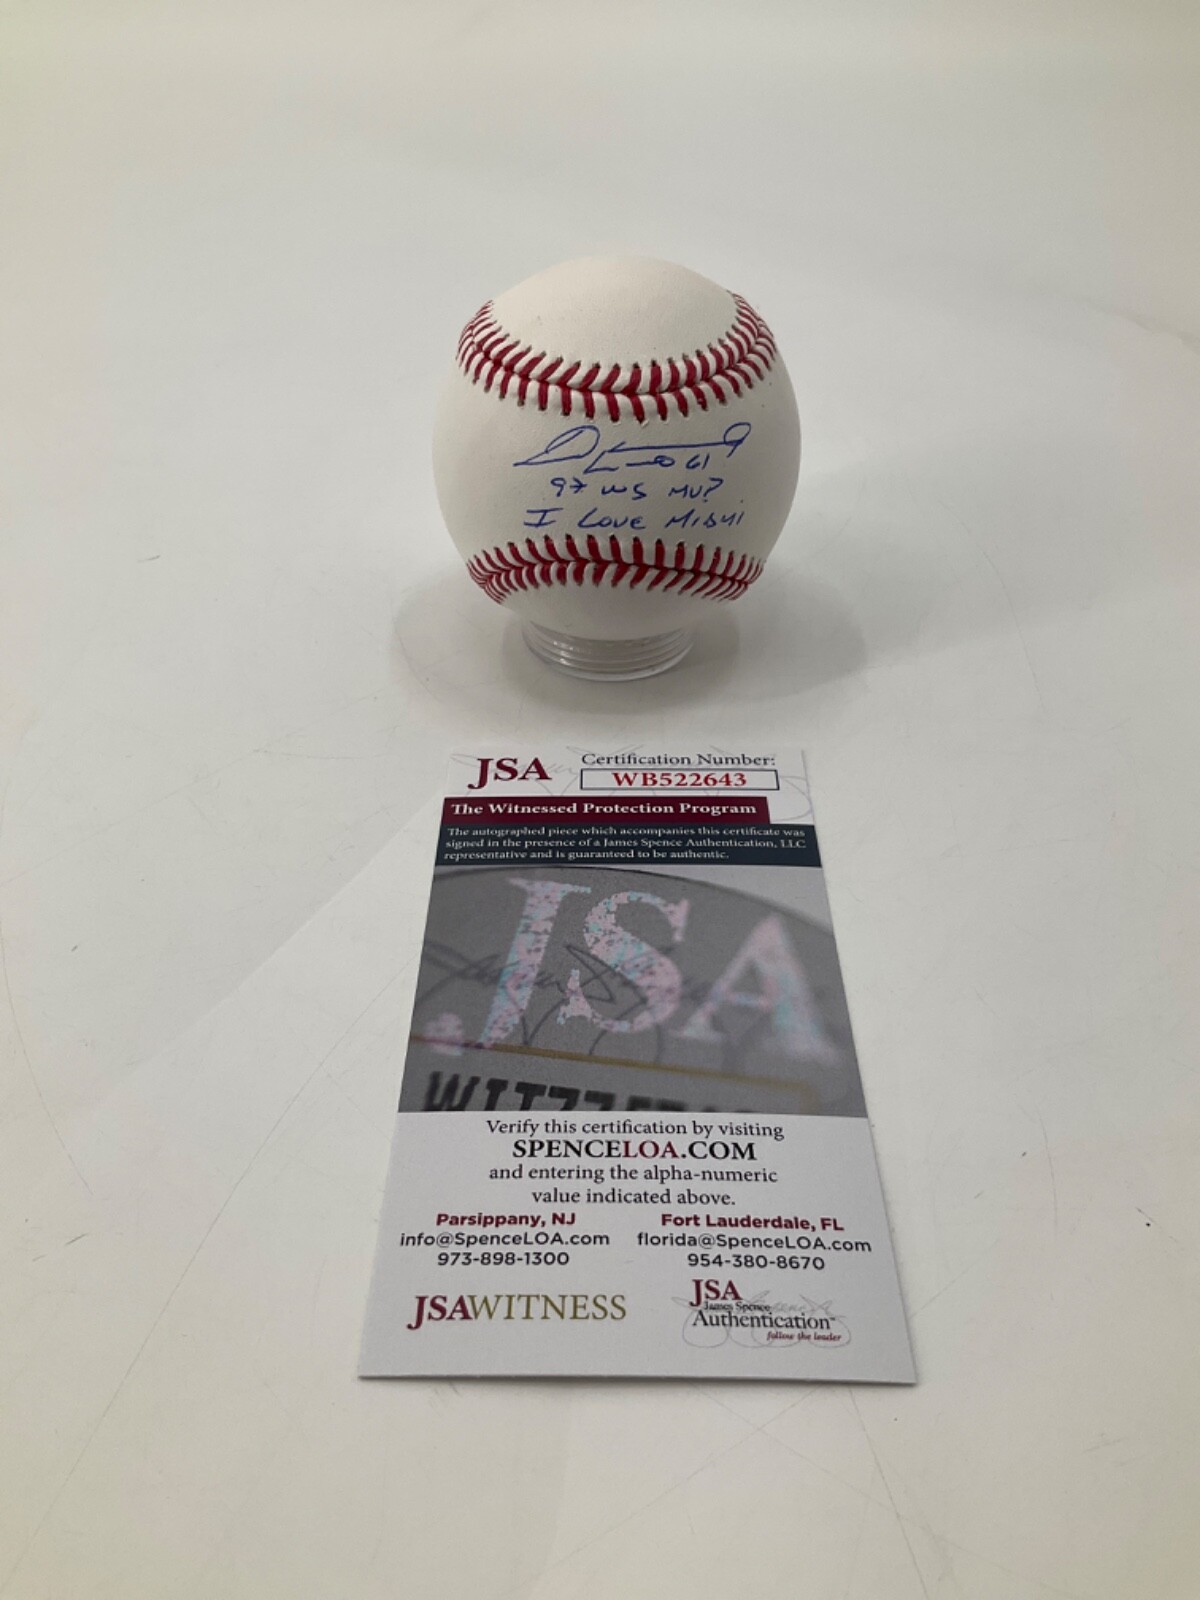 61
97 WS MVP
I LOVE MIAMI
JSA
Certification Number:
WB522643
The Witnessed Protection Program
The autographed piece which accompanies this certificate was
signed in the presence of a James Spence Authentication, LLC
representative and is guaranteed to be authentic.
JSA
Verify this certification by visiting
SPENCELOA.COM
and entering the alpha-numeric
value indicated above.
Parsippany, NJ
info@SpenceLOA.com
973-898-1300
Fort Lauderdale, FL
florida@SpenceLOA.com
954-380-8670
JSAWITNESS
JSA
James Spence
Authentication™
follow the leader